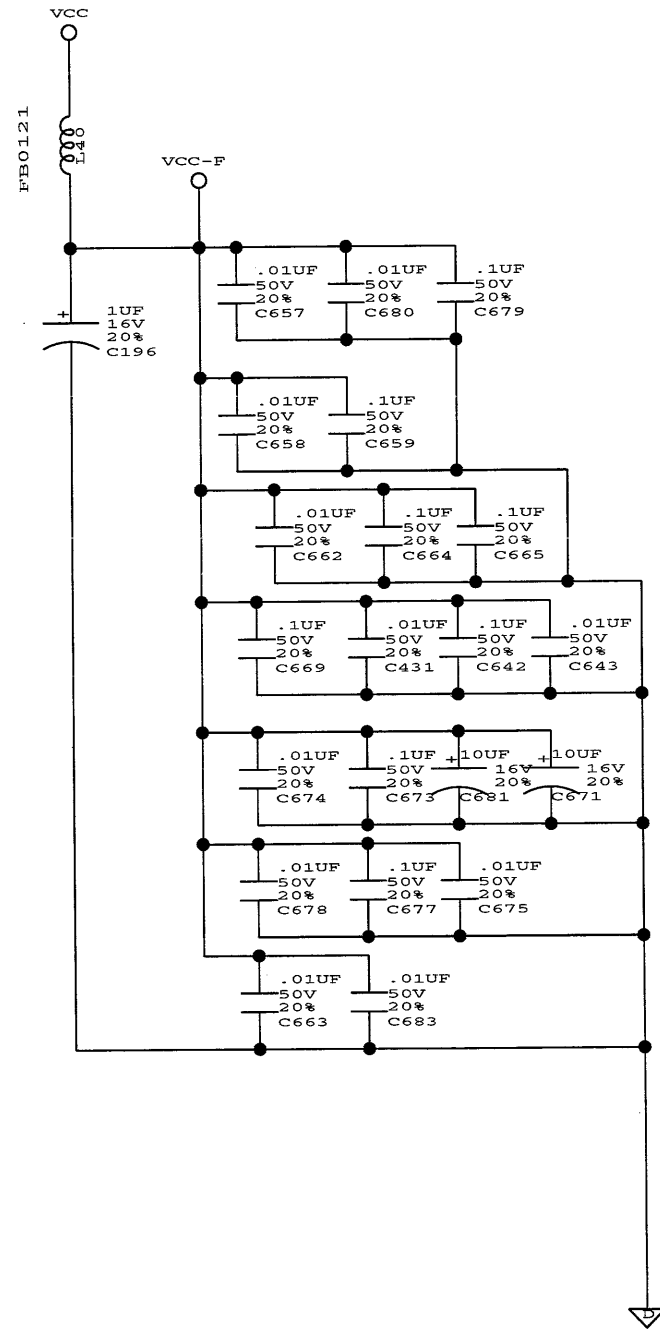 VCC
FB0121
L40
VCC-F
1UF
16V
20%
C196
.01UF
50V
20%
C657
.01UF
50V
20%
C680
.1UF
50V
20%
C679
.01UF
50V
20%
C658
.1UF
50V
20%
C659
.01UF
50V
20%
C662
.1UF
50V
20%
C664
.1UF
50V
20%
C665
.1UF
50V
20%
C669
.01UF
50V
20%
C431
.1UF
50V
20%
C642
.01UF
50V
20%
C643
.01UF
50V
20%
C674
.1UF
50V
20%
C673
10UF
16V
20%
C681
10UF
16V
20%
C671
.01UF
50V
20%
C678
.1UF
50V
20%
C677
.01UF
50V
20%
C675
.01UF
50V
20%
C663
.01UF
50V
20%
C683
D